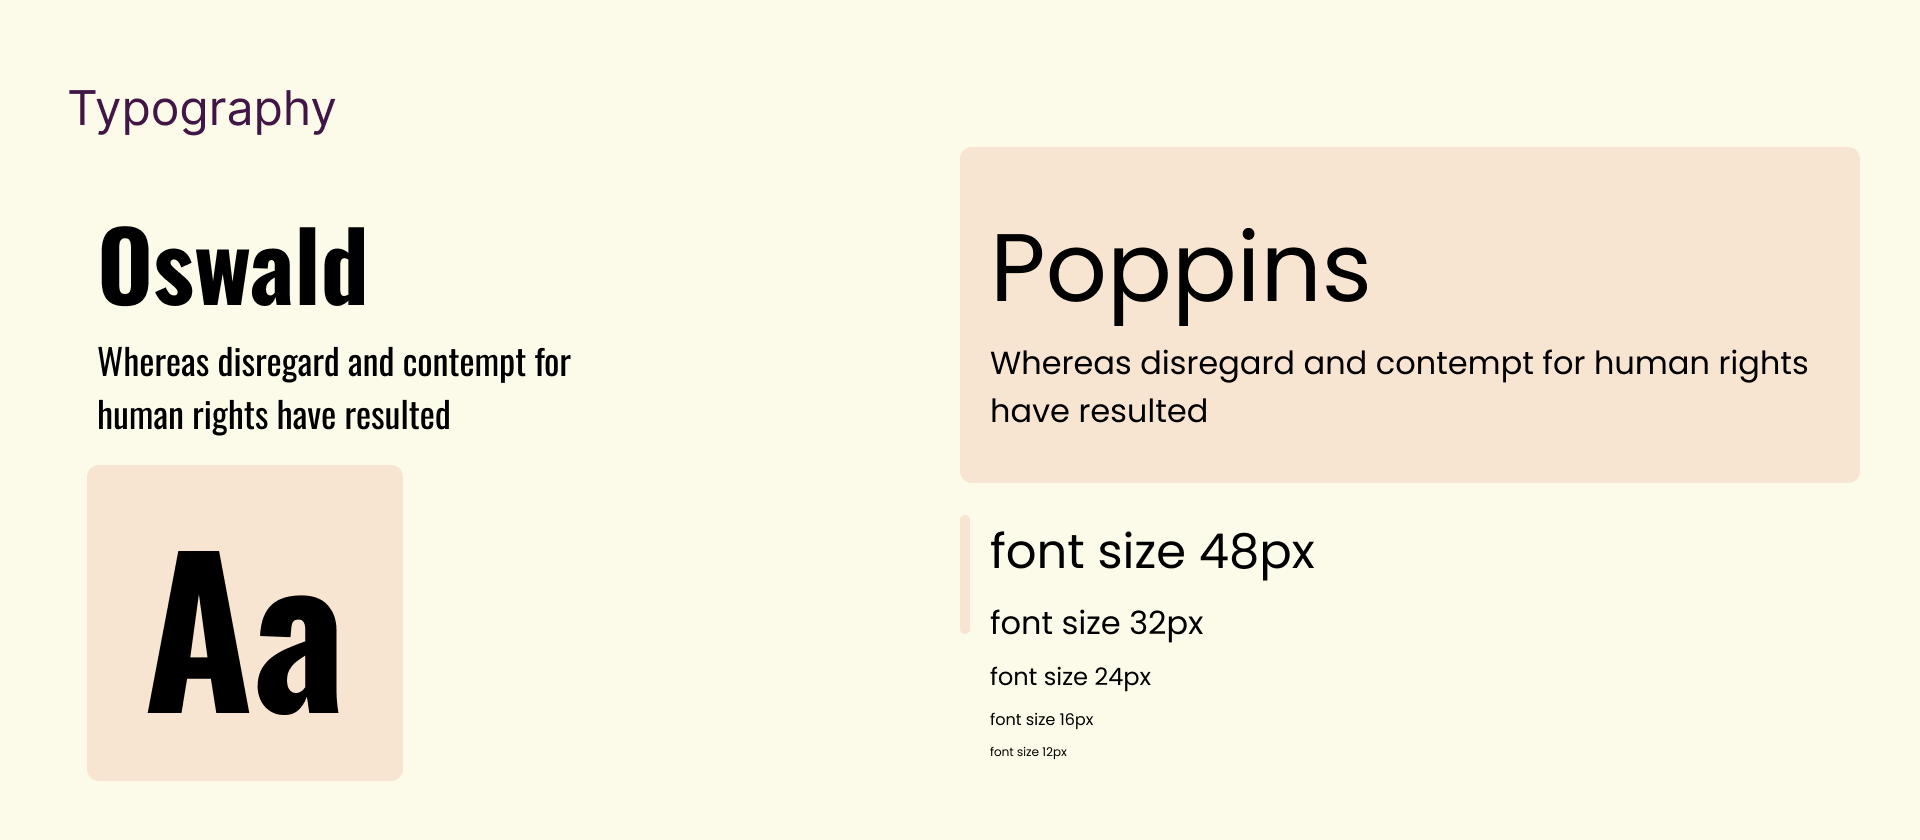 Typography
Oswald
Whereas disregard and contempt for
human rights have resulted
Aa
Poppins
Whereas disregard and contempt for human rights
have resulted
font size 48px
font size 32px
font size 24px
font size 16px
font size 12px